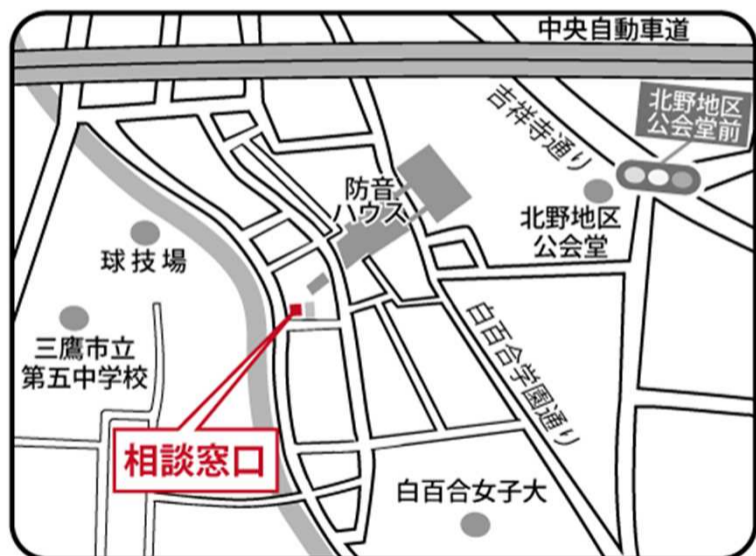 中央自動車道
吉祥寺通り
北野地区
公会堂前
防音
ハウス
北野地区
公会堂
球技場
三鷹市立
第五中学校
白百合学園通り
相談窓口
白百合女子大